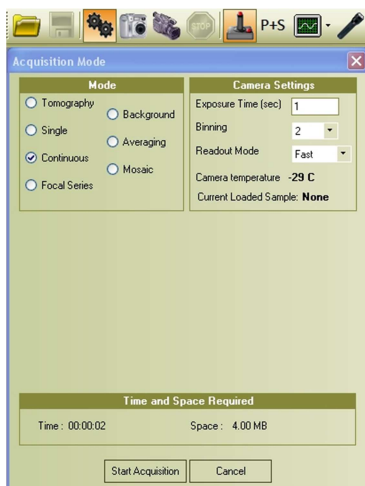 STOP P+S
Acquisition Mode
Mode
Tomography
Single
Continuous
Focal Series
Background
Averaging
Mosaic
Camera Settings
Exposure Time (sec) 1
Binning 2
Readout Mode Fast
Camera temperature -29 C
Current Loaded Sample: None
Time and Space Required
Time : 00:00:02 Space : 4.00 MB
Start Acquisition Cancel